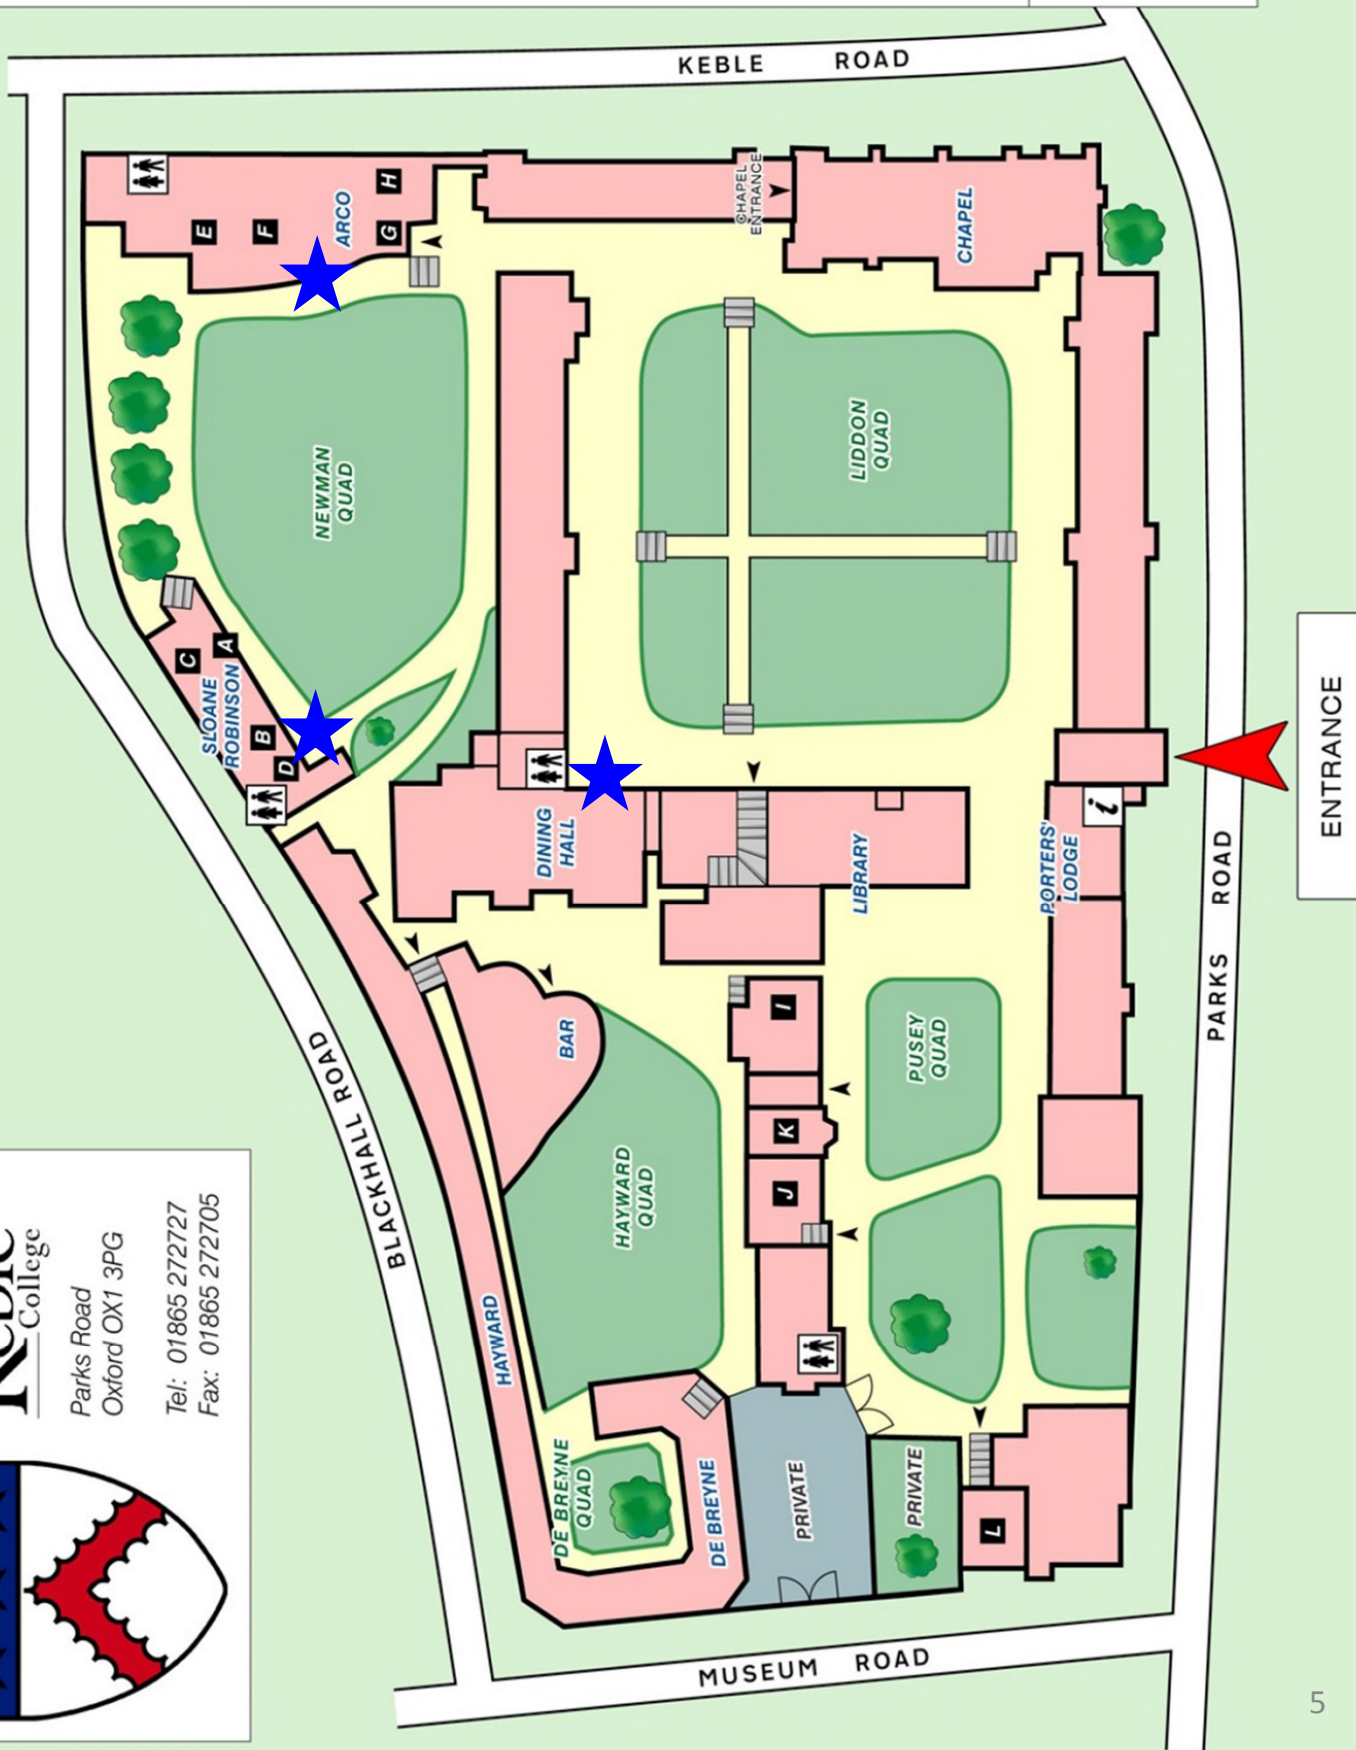 KEBLE ROAD
CHAPEL
ENTRANCE
H
ARCO
E
F
G
CHAPEL
NEWMAN
QUAD
LIDDON
QUAD
C
A
SLOANE
ROBINSON
B
D
DINING
HALL
LIBRARY
i
PORTERS'
LODGE
ENTRANCE
PARKS ROAD
BAR
I
PUSEY
QUAD
K
J
HAYWARD
QUAD
BLACKHALL ROAD
HAYWARD
College
Parks Road
Oxford OX1 3PG
Tel: 01865 272727
Fax: 01865 272705
DE BREYNE
QUAD
DE BREYNE
PRIVATE
PRIVATE
L
MUSEUM ROAD
5